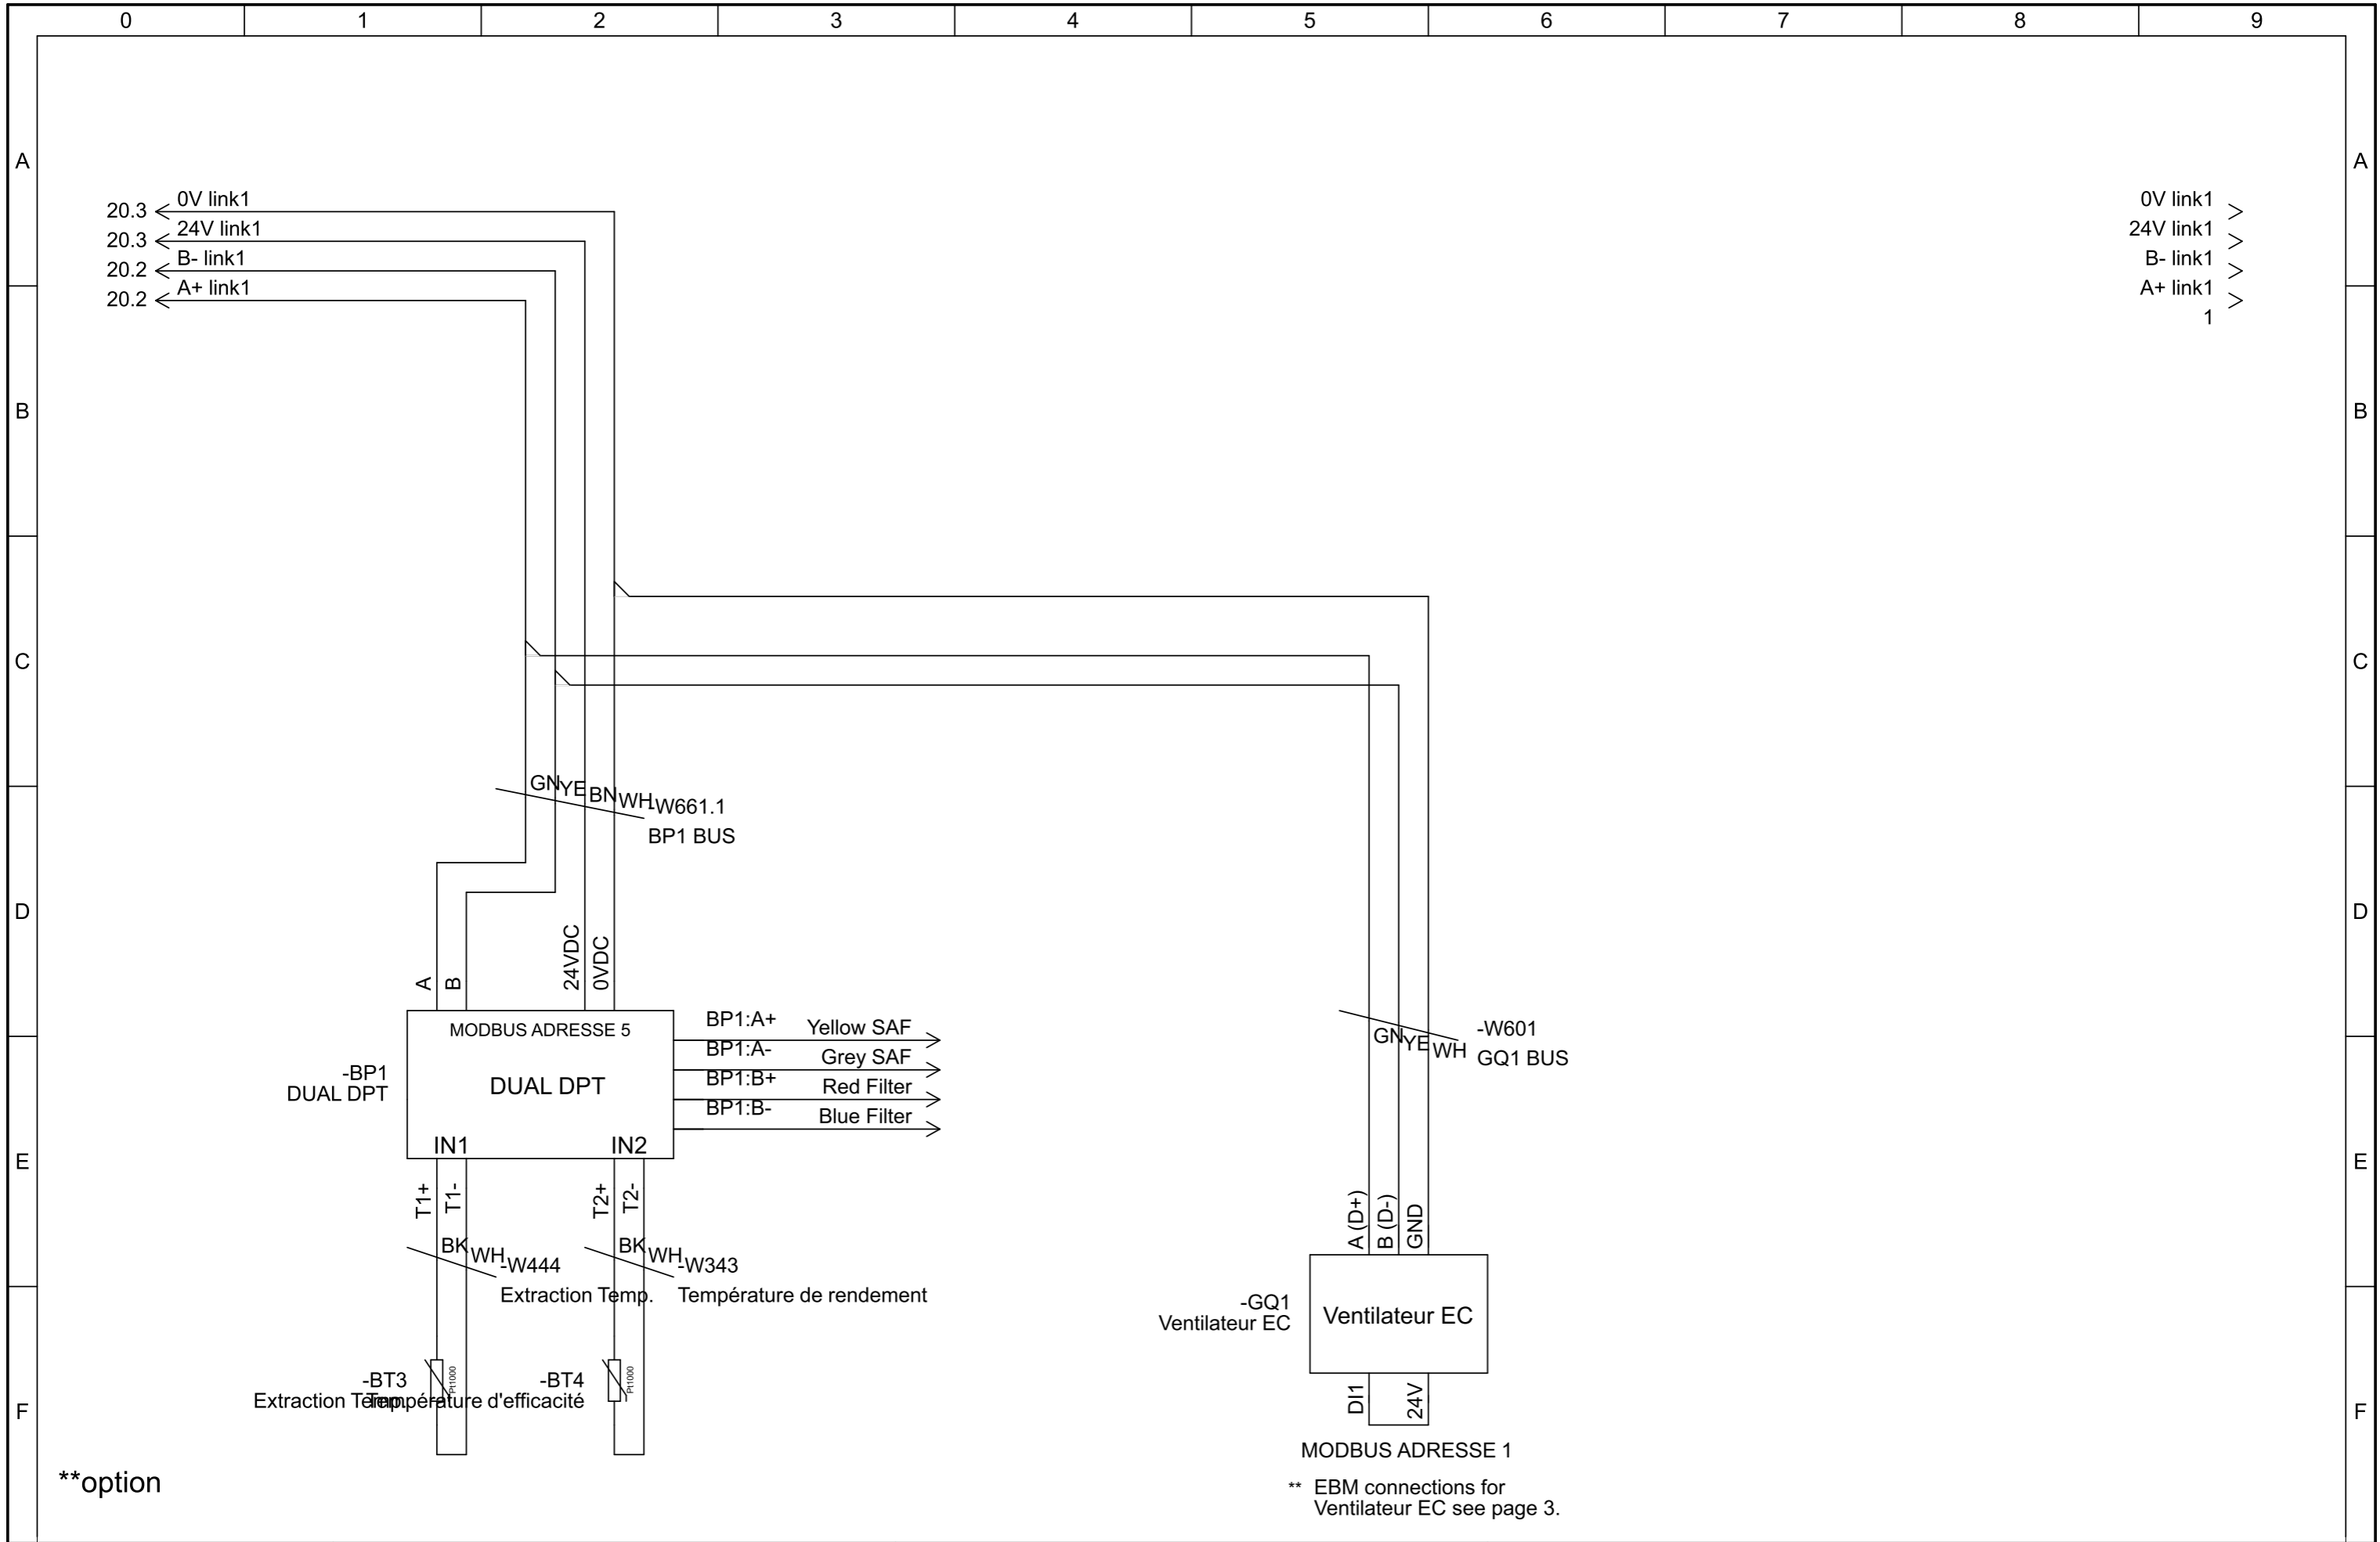 0 1 2 3 4 5 6 7 8 9
A A
20.3 0V link1
20.3 24V link1
20.2 B- link1
20.2 A+ link1
0V link1
24V link1
B- link1
A+ link1
1
B B
C C
GN YE BN WH -W661.1
BP1 BUS
D D
A B 24VDC 0VDC
MODBUS ADRESSE 5
-BP1
DUAL DPT
DUAL DPT
IN1 IN2
BP1:A+ Yellow SAF
BP1:A- Grey SAF
BP1:B+ Red Filter
BP1:B- Blue Filter
GN YE WH
-W601
GQ1 BUS
E E
T1+ T1- T2+ T2-
BK WH -W444
Extraction Temp.
BK WH -W343
Température de rendement
A (D+) B (D-) GND
-GQ1
Ventilateur EC
Ventilateur EC
-BT3
Extraction Temp.
Pt1000
-BT4
Température d'efficacité
Pt1000
DI1 24V
F F
MODBUS ADRESSE 1
**option
** EBM connections for
Ventilateur EC see page 3.